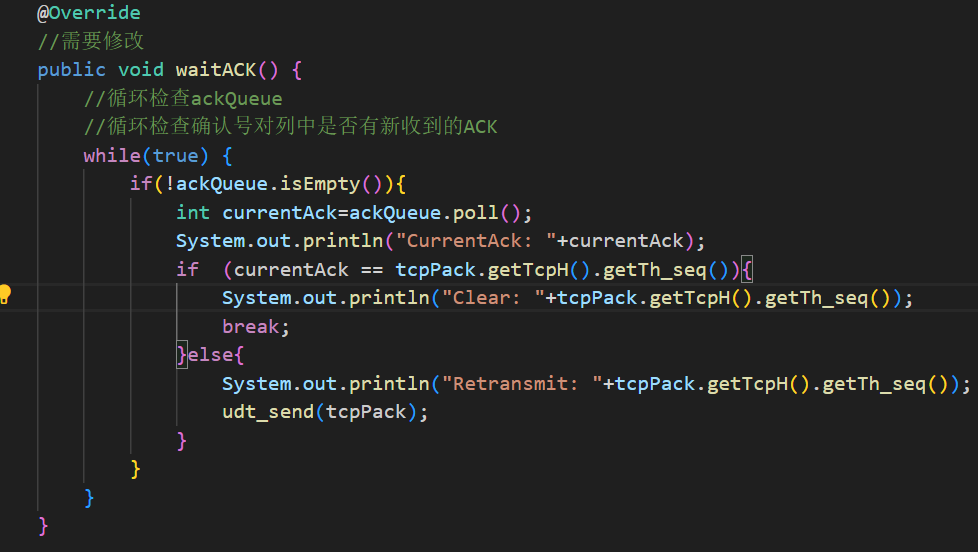 @Override
//需要修改
public void waitACK() {
//循环检查ackQueue
//循环检查确认号对列中是否有新收到的ACK
while(true) {
if(!ackQueue.isEmpty()){
int currentAck=ackQueue.poll();
System.out.println("CurrentAck: "+currentAck);
if  (currentAck == tcpPack.getTcpH().getTh_seq()){
System.out.println("Clear: "+tcpPack.getTcpH().getTh_seq());
break;
}else{
System.out.println("Retransmit: "+tcpPack.getTcpH().getTh_seq());
udt_send(tcpPack);
}
}
}
}